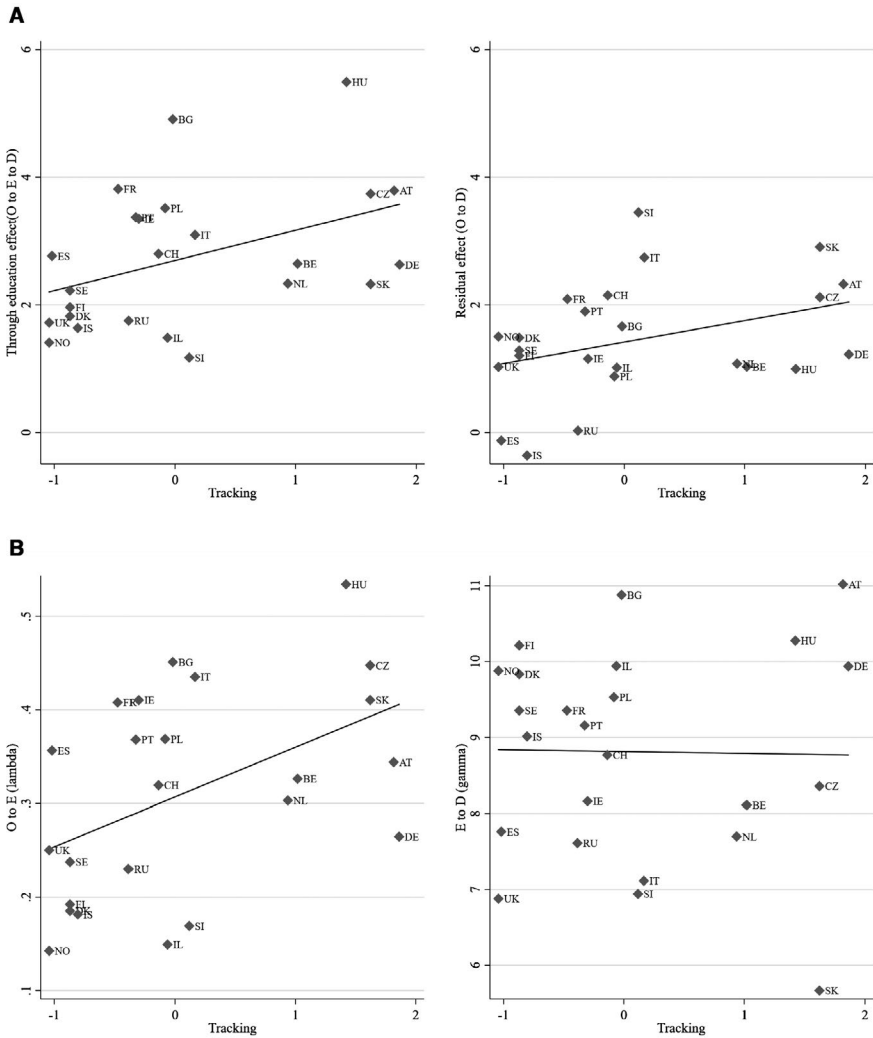 A
Through education effect(O to E to D)
6
4
2
0
HU
BG
FR
CZ
AT
PL
PT
IE
IT
CH
ES
BE
DE
NL
SK
SE
FI
DK
UK
IS
RU
NO
IL
SI
-1 0 1 2
Tracking
Residual effect (O to D)
6
4
2
0
SI
SK
IT
AT
FR
CH
CZ
PT
BG
NO
DK
SE
FI
DE
IE
UK
IL
NL
BE
HU
PL
RU
ES
IS
-1 0 1 2
Tracking
B
O to E (lambda)
.5
.4
.3
.2
.1
HU
BG
CZ
IT
FR
IE
SK
PT
PL
ES
AT
BE
CH
NL
DE
UK
SE
RU
FI
DK
IS
SI
NO
IL
-1 0 1 2
Tracking
E to D (gamma)
11
10
9
8
7
6
AT
BG
FI
HU
NO
DK
IL
DE
PL
SE
FR
PT
IS
CH
CZ
IE
BE
ES
RU
NL
IT
UK
SI
SK
-1 0 1 2
Tracking